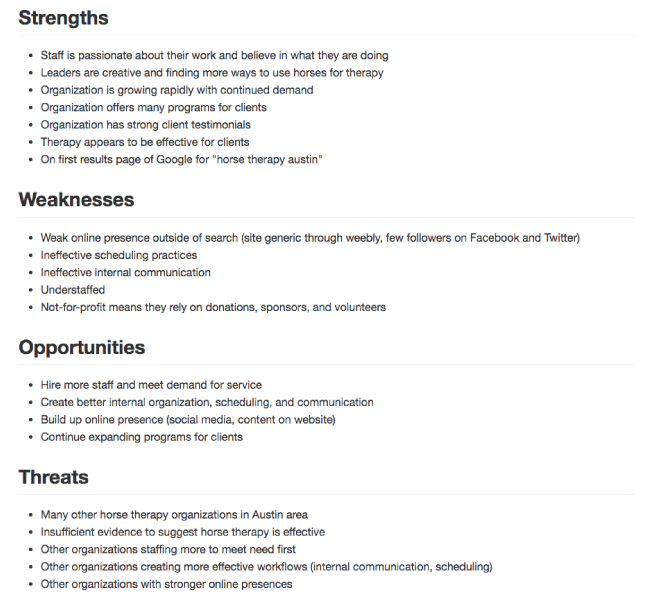 Strengths
• Staff is passionate about their work and believe in what they are doing
• Leaders are creative and finding more ways to use horses for therapy
• Organization is growing rapidly with continued demand
• Organization offers many programs for clients
• Organization has strong client testimonials
• Therapy appears to be effective for clients
• On first results page of Google for "horse therapy austin"
Weaknesses
• Weak online presence outside of search (site generic through weebly, few followers on Facebook and Twitter)
• Ineffective scheduling practices
• Ineffective internal communication
• Understaffed
• Not-for-profit means they rely on donations, sponsors, and volunteers
Opportunities
• Hire more staff and meet demand for service
• Create better internal organization, scheduling, and communication
• Build up online presence (social media, content on website)
• Continue expanding programs for clients
Threats
• Many other horse therapy organizations in Austin area
• Insufficient evidence to suggest horse therapy is effective
• Other organizations staffing more to meet need first
• Other organizations creating more effective workflows (internal communication, scheduling)
• Other organizations with stronger online presences